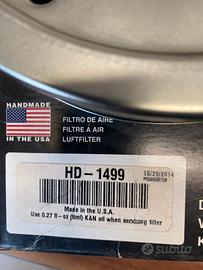 HANDMADE
IN THE USA
FILTRO DE AIRE
FILTRE À AIR
LUFTFILTER
HD-1499
10/29/2014
Made in the U.S.A.
Use 0.27 fl-oz (8ml) K&N oil when servicing filter
D
V
K
subito